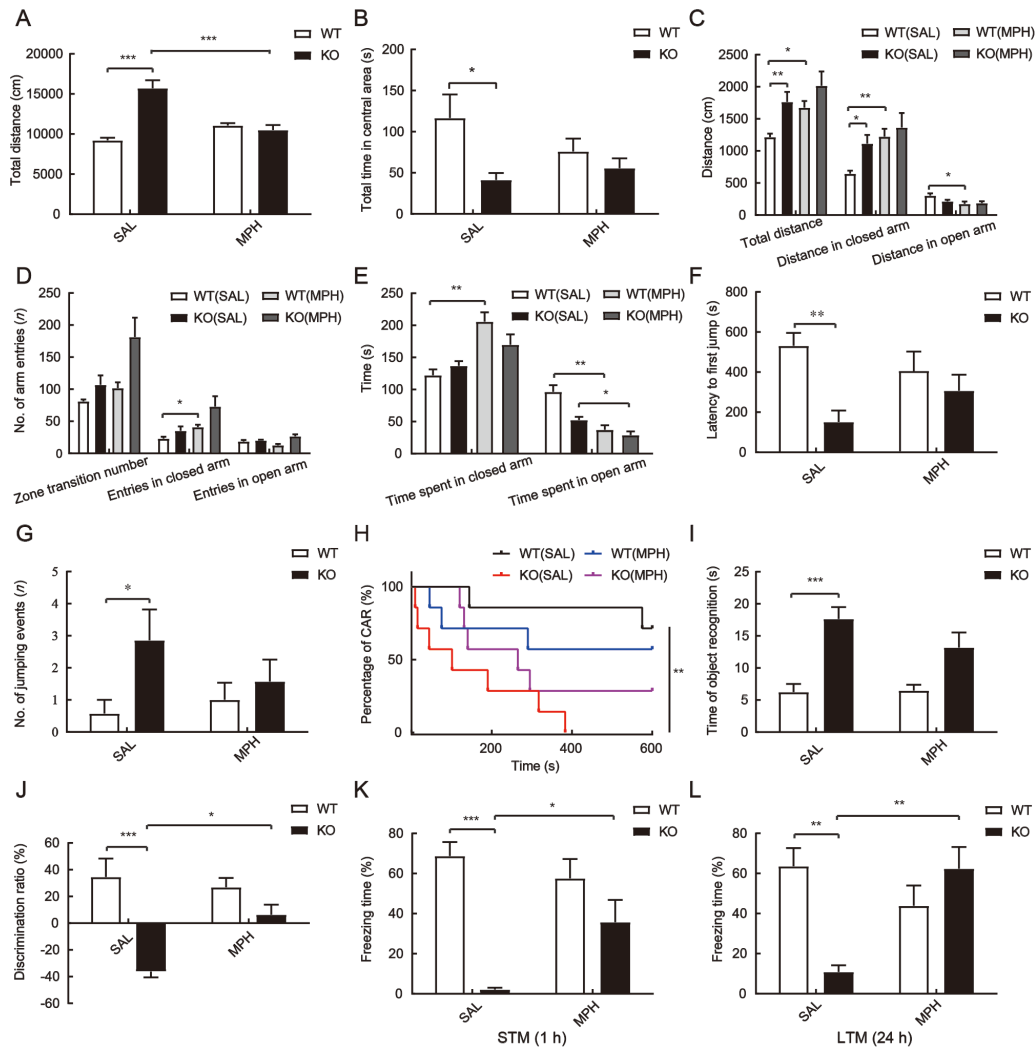 A
WT
KO
Total distance (cm)
20000
15000
10000
5000
0
***
***
SAL
MPH
B
WT
KO
Total time in central area (s)
200
150
100
50
0
*
SAL
MPH
C
WT(SAL)
WT(MPH)
KO(SAL)
KO(MPH)
Distance (cm)
2500
2000
1500
1000
500
0
*
**
**
*
*
Total distance
Distance in closed arm
Distance in open arm
D
WT(SAL)
WT(MPH)
KO(SAL)
KO(MPH)
No. of arm entries (n)
250
200
150
100
50
0
*
Zone transition number
Entries in closed arm
Entries in open arm
E
WT(SAL)
WT(MPH)
KO(SAL)
KO(MPH)
Time (s)
250
200
150
100
50
0
**
**
*
Time spent in closed arm
Time spent in open arm
F
WT
KO
Latency to first jump (s)
800
600
400
200
0
**
SAL
MPH
G
WT
KO
No. of jumping events (n)
5
4
3
2
1
0
*
SAL
MPH
H
WT(SAL)
WT(MPH)
KO(SAL)
KO(MPH)
Percentage of CAR (%)
100
50
0
**
200
400
600
Time (s)
I
WT
KO
Time of object recognition (s)
25
20
15
10
5
0
***
SAL
MPH
J
WT
KO
Discrimination ratio (%)
60
40
20
0
-20
-40
-60
***
*
SAL
MPH
K
WT
KO
Freezing time (%)
80
60
40
20
0
***
*
SAL
MPH
STM (1 h)
L
WT
KO
Freezing time (%)
80
60
40
20
0
**
**
SAL
MPH
LTM (24 h)